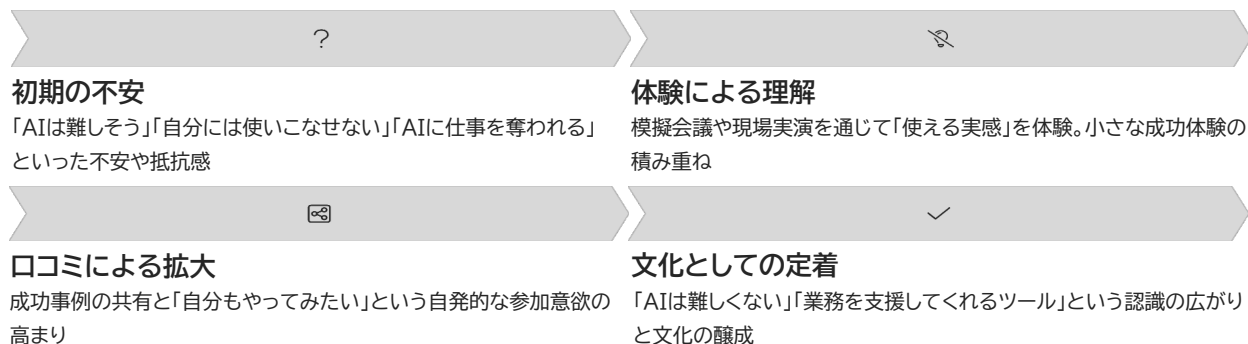 ?
初期の不安
「AIは難しそう」「自分には使いこなせない」「AIに仕事を奪われる」
といった不安や抵抗感
体験による理解
模擬会議や現場実演を通じて「使える実感」を体験。小さな成功体験の
積み重ね
口コミによる拡大
成功事例の共有と「自分もやってみたい」という自発的な参加意欲の
高まり
文化としての定着
「AIは難しくない」「業務を支援してくれるツール」という認識の広がり
と文化の醸成